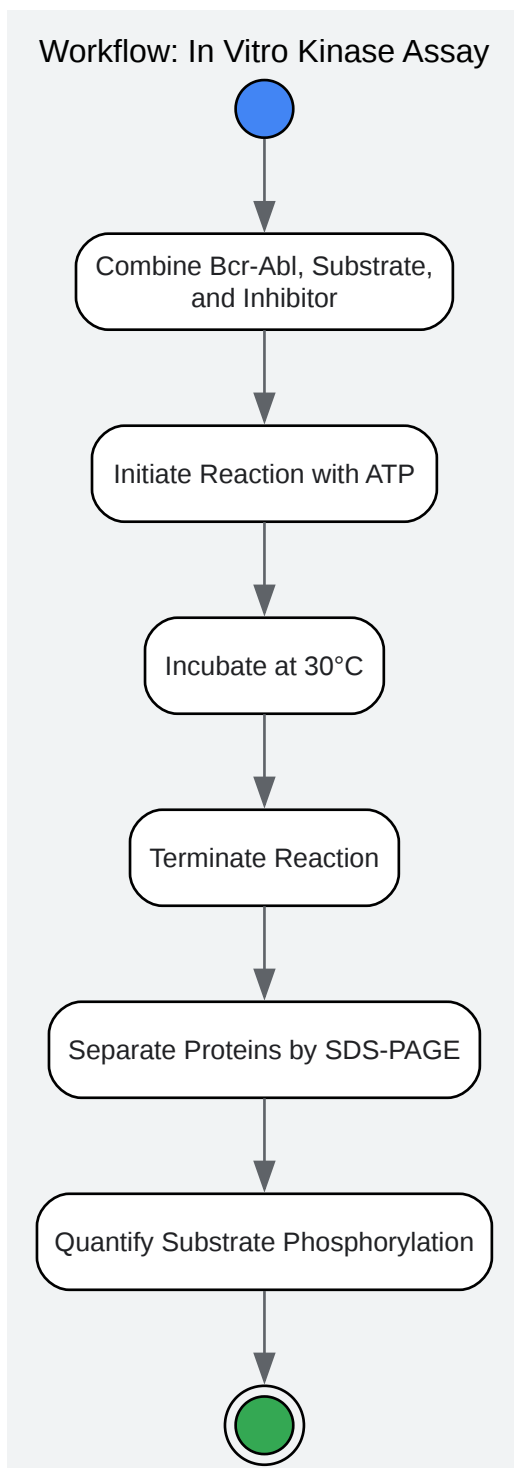 Workflow: In Vitro Kinase Assay
Combine Bcr-Abl, Substrate,
and Inhibitor
Initiate Reaction with ATP
Incubate at 30°C
Terminate Reaction
Separate Proteins by SDS-PAGE
Quantify Substrate Phosphorylation